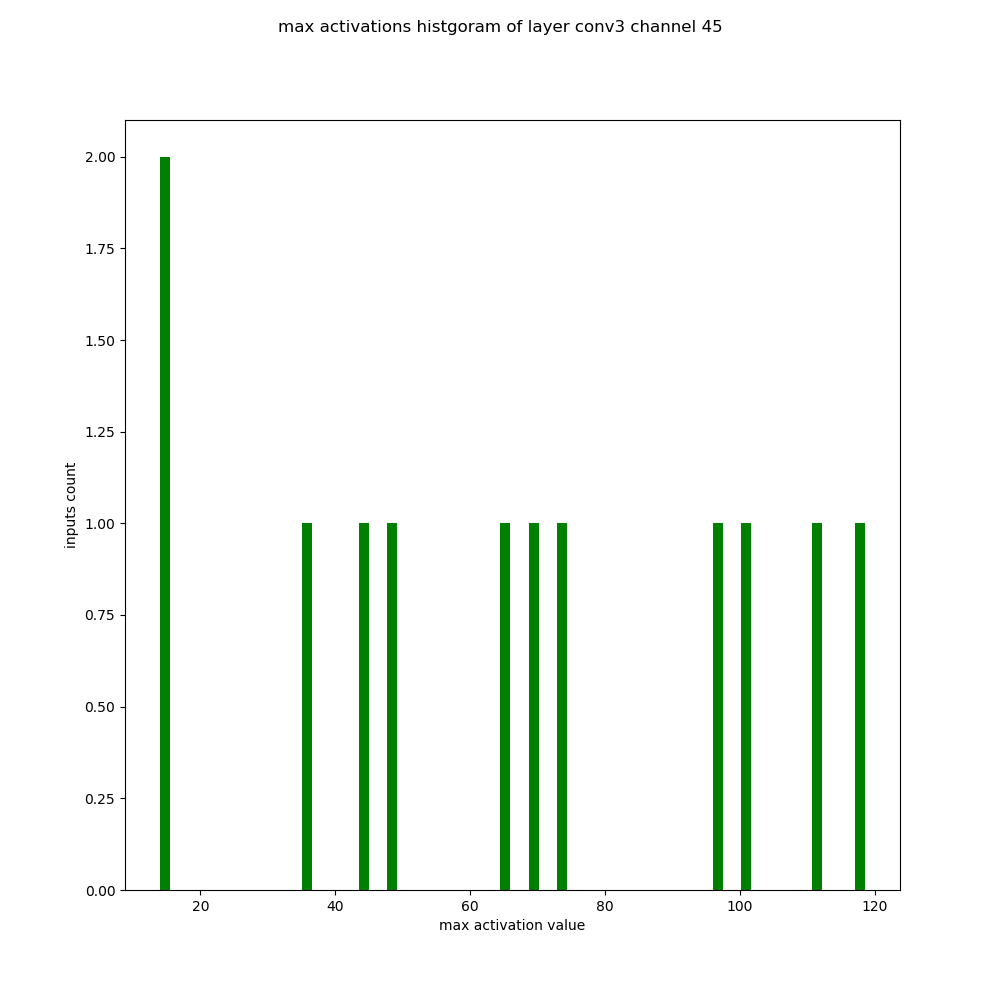 max activations histgoram of layer conv3 channel 45
2.00
1.75
1.50
1.25
1.00
0.75
0.50
0.25
0.00
inputs count
20 40 60 80 100 120
max activation value